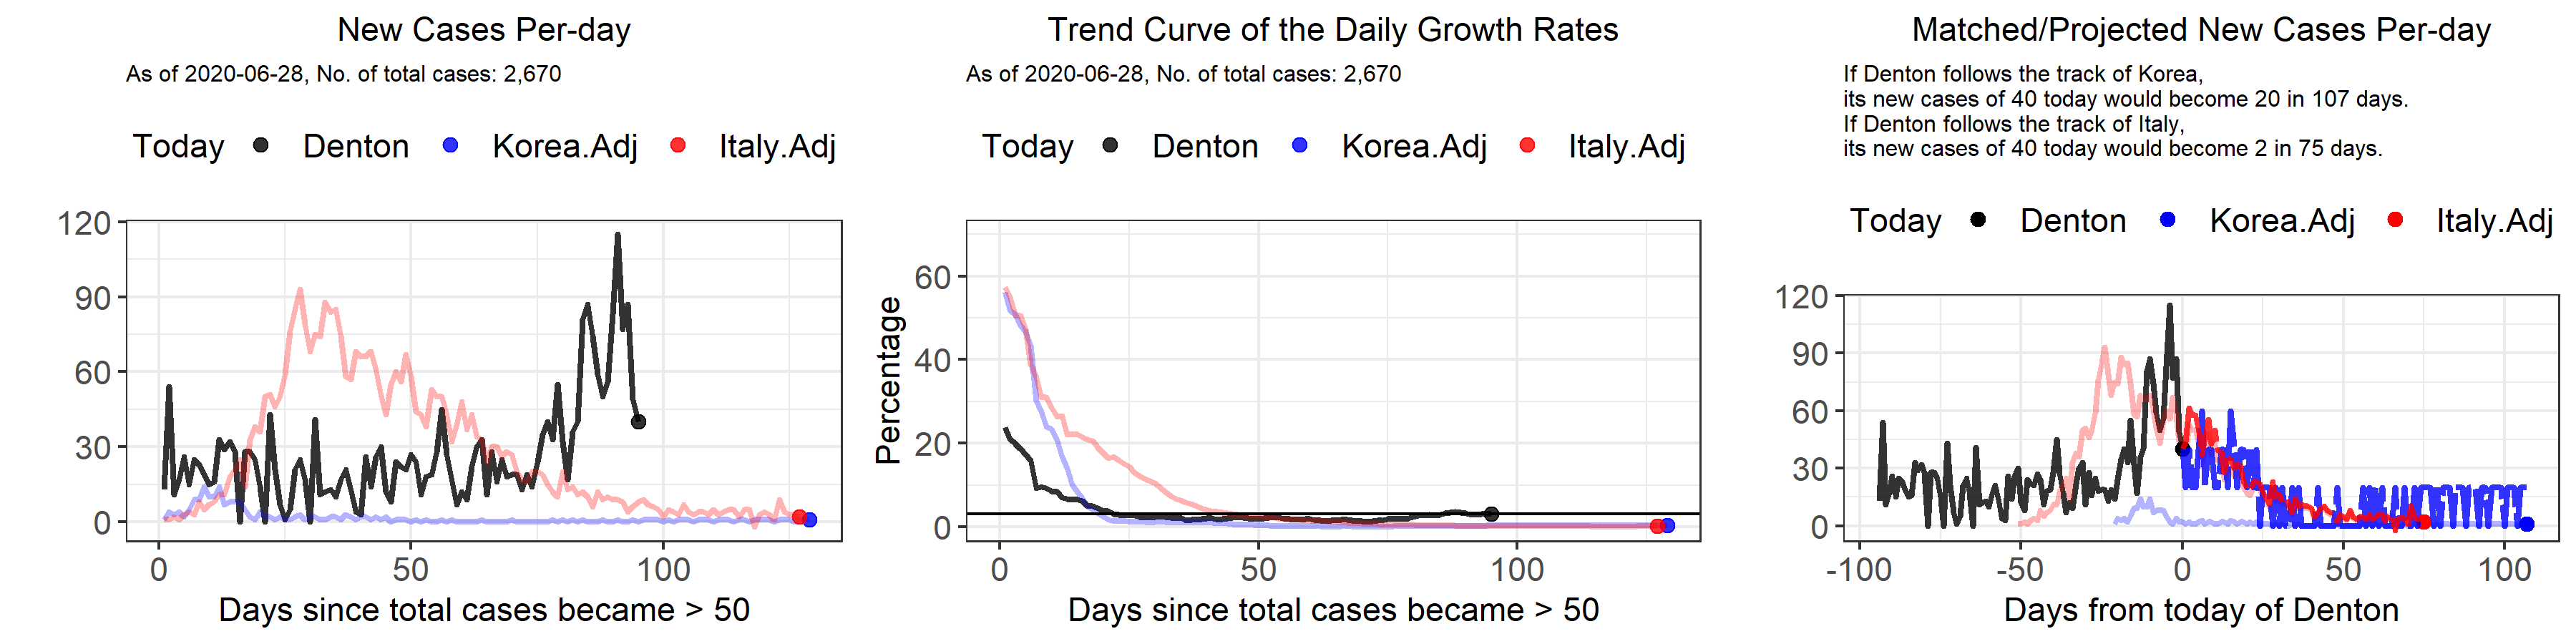 New Cases Per-day
As of 2020-06-28, No. of total cases: 2,670
Today Denton Korea.Adj Italy.Adj
120
90
60
30
0
0 50 100
Days since total cases became > 50
Trend Curve of the Daily Growth Rates
As of 2020-06-28, No. of total cases: 2,670
Today Denton Korea.Adj Italy.Adj
Percentage
60
40
20
0
0 50 100
Days since total cases became > 50
Matched/Projected New Cases Per-day
If Denton follows the track of Korea,
its new cases of 40 today would become 20 in 107 days.
If Denton follows the track of Italy,
its new cases of 40 today would become 2 in 75 days.
Today Denton Korea.Adj Italy.Adj
120
90
60
30
0
-100 -50 0 50 100
Days from today of Denton